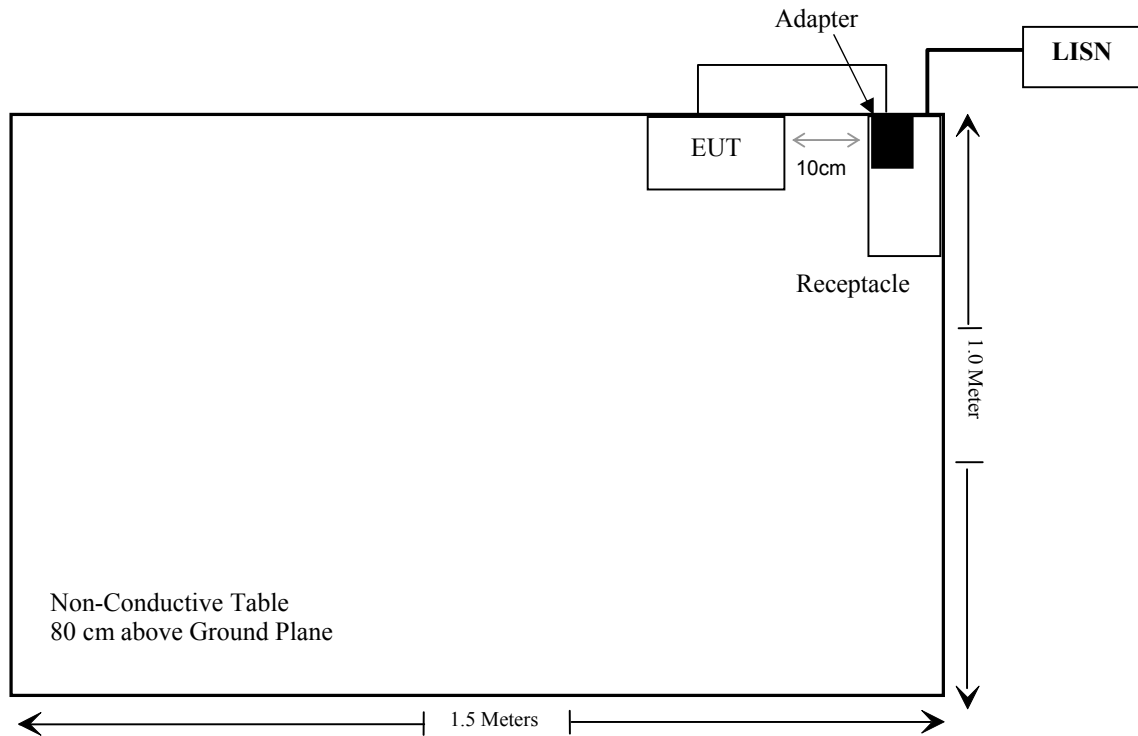 Adapter
LISN
EUT
10cm
Receptacle
1.0 Meter
Non-Conductive Table
80 cm above Ground Plane
1.5 Meters